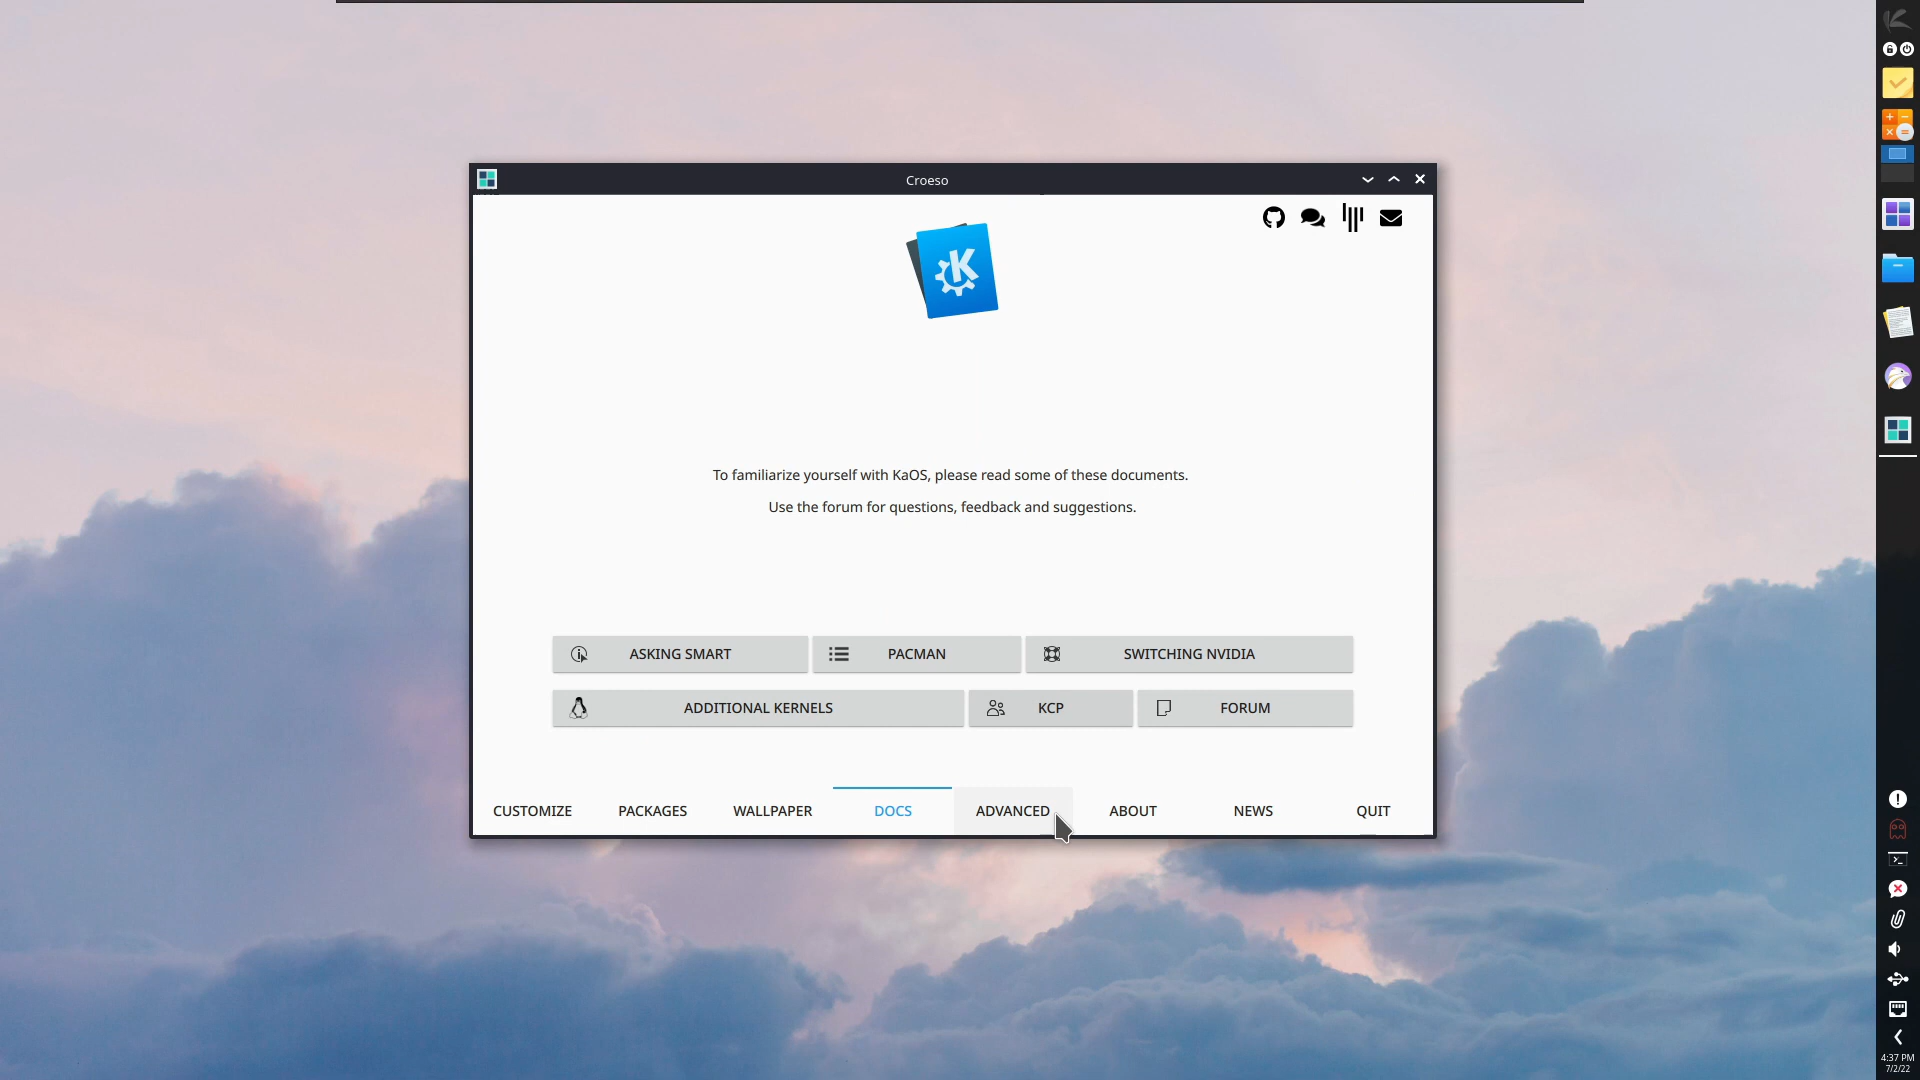 Croeso
To familiarize yourself with KaOS, please read some of these documents.
Use the forum for questions, feedback and suggestions.
ASKING SMART
PACMAN
SWITCHING NVIDIA
ADDITIONAL KERNELS
KCP
FORUM
CUSTOMIZE
PACKAGES
WALLPAPER
DOCS
ADVANCED
ABOUT
NEWS
QUIT
4:37 PM
7/2/22